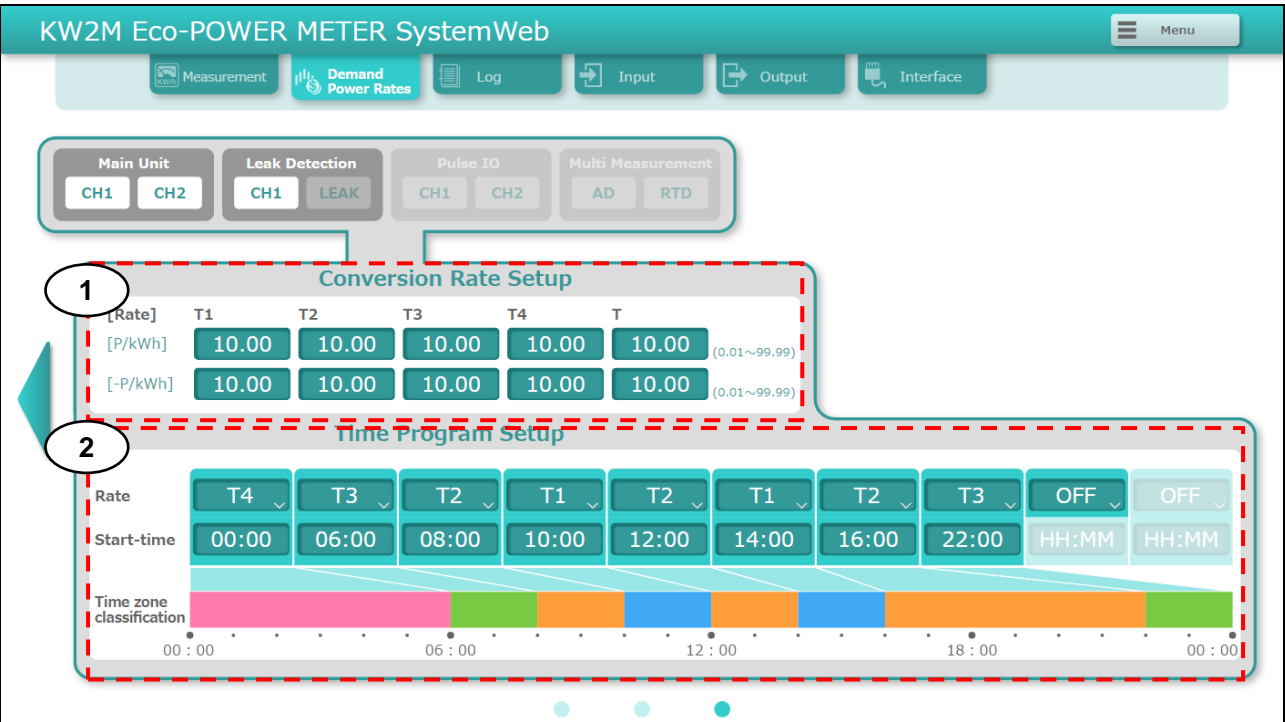 KW2M Eco-POWER METER SystemWeb
Menu
KW/h Measurement
Demand
Power Rates
Log
Input
Output
Interface
Main Unit
CH1 CH2
Leak Detection
CH1 LEAK
Pulse IO
CH1 CH2
Multi Measurement
AD RTD
1
Conversion Rate Setup
[Rate] T1 T2 T3 T4 T
[P/kWh] 10.00 10.00 10.00 10.00 10.00 (0.01～99.99)
[-P/kWh] 10.00 10.00 10.00 10.00 10.00 (0.01～99.99)
2
Time Program Setup
Rate T4 T3 T2 T1 T2 T1 T2 T3 OFF OFF
Start-time 00:00 06:00 08:00 10:00 12:00 14:00 16:00 22:00 HH:MM HH:MM
Time zone
classification
00 : 00 06 : 00 12 : 00 18 : 00 00 : 00